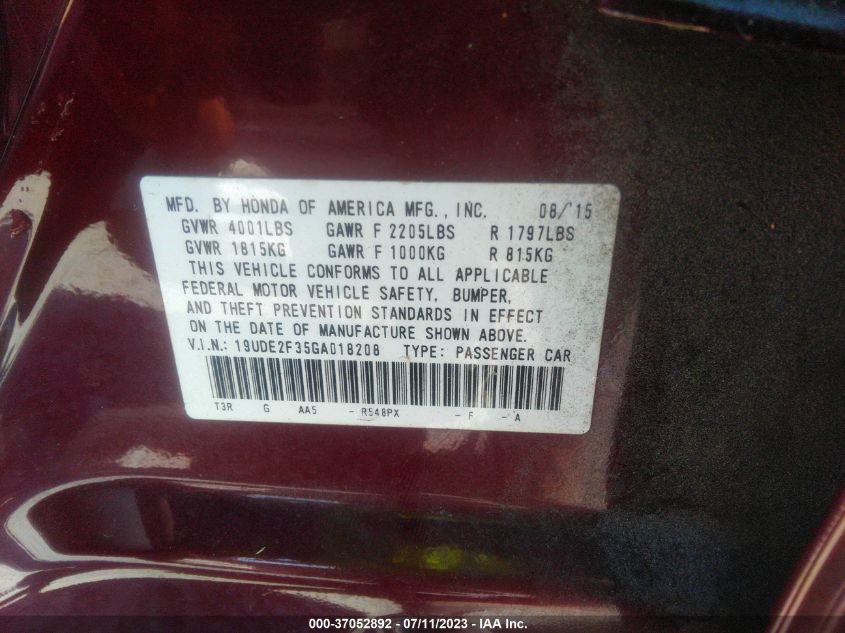 MFD. BY HONDA OF AMERICA MFG., INC. 08/15
GVWR 4001LBS GAWR F 2205LBS R 1797LBS
GVWR 1815KG GAWR F 1000KG R 815KG
THIS VEHICLE CONFORMS TO ALL APPLICABLE
FEDERAL MOTOR VEHICLE SAFETY, BUMPER,
AND THEFT PREVENTION STANDARDS IN EFFECT
ON THE DATE OF MANUFACTURE SHOWN ABOVE.
V.I.N.: 19UDE2F35GA018208 TYPE: PASSENGER CAR
T3R G AA5 - R548PX - F - A
000-37052892 - 07/11/2023 - IAA Inc.